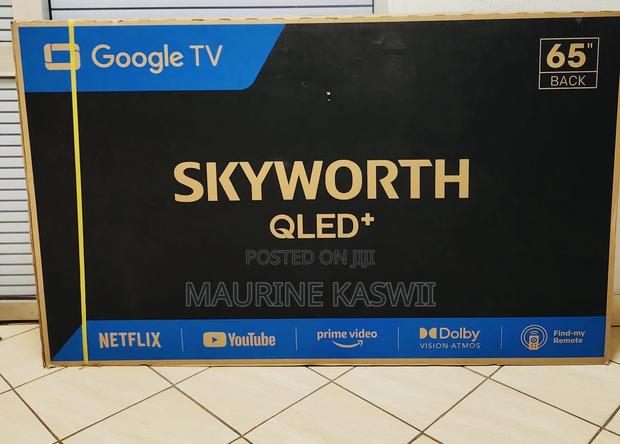 Google TV
65"
BACK
SKYWORTH
QLED+
POSTED ON JIJI
MAURINE KASWII
NETFLIX
YouTube
prime video
Dolby
VISION·ATMOS
Find-my
Remote